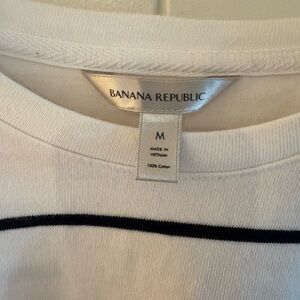 BANANA REPUBLIC
M
MADE IN
VIETNAM
100% Cotton